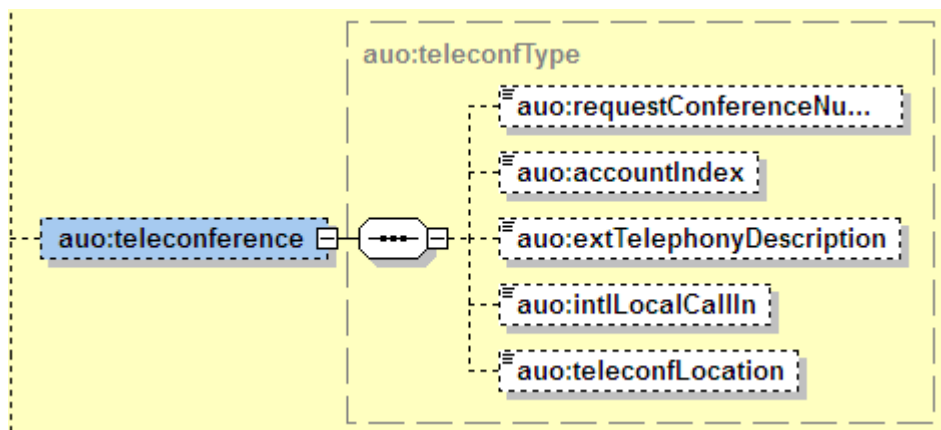 auo:teleconfType
auo:requestConferenceNu...
auo:accountIndex
auo:teleconference
auo:extTelephonyDescription
auo:intlLocalCallIn
auo:teleconfLocation